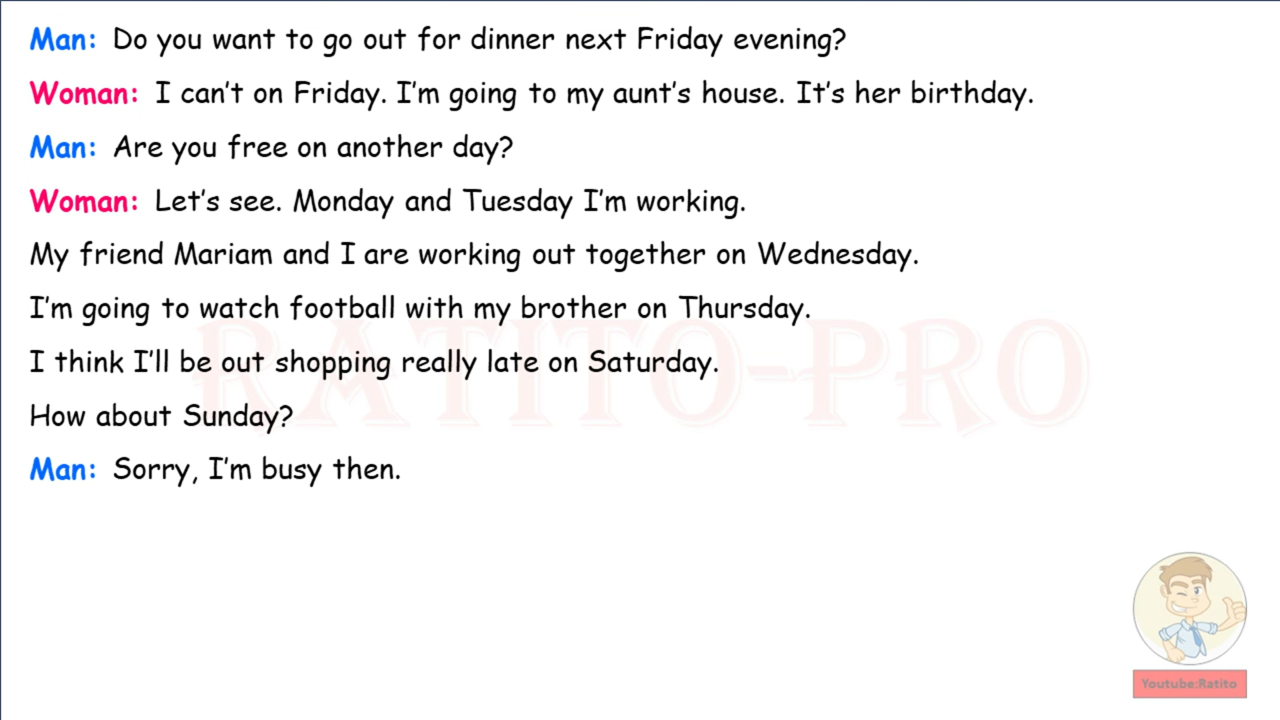 Man: Do you want to go out for dinner next Friday evening?
Woman: I can't on Friday. I'm going to my aunt's house. It's her birthday.
Man: Are you free on another day?
Woman: Let's see. Monday and Tuesday I'm working.
My friend Mariam and I are working out together on Wednesday.
I'm going to watch football with my brother on Thursday.
RATITO-PRO
I think I'll be out shopping really late on Saturday.
How about Sunday?
Man: Sorry, I'm busy then.
Youtube:Ratito